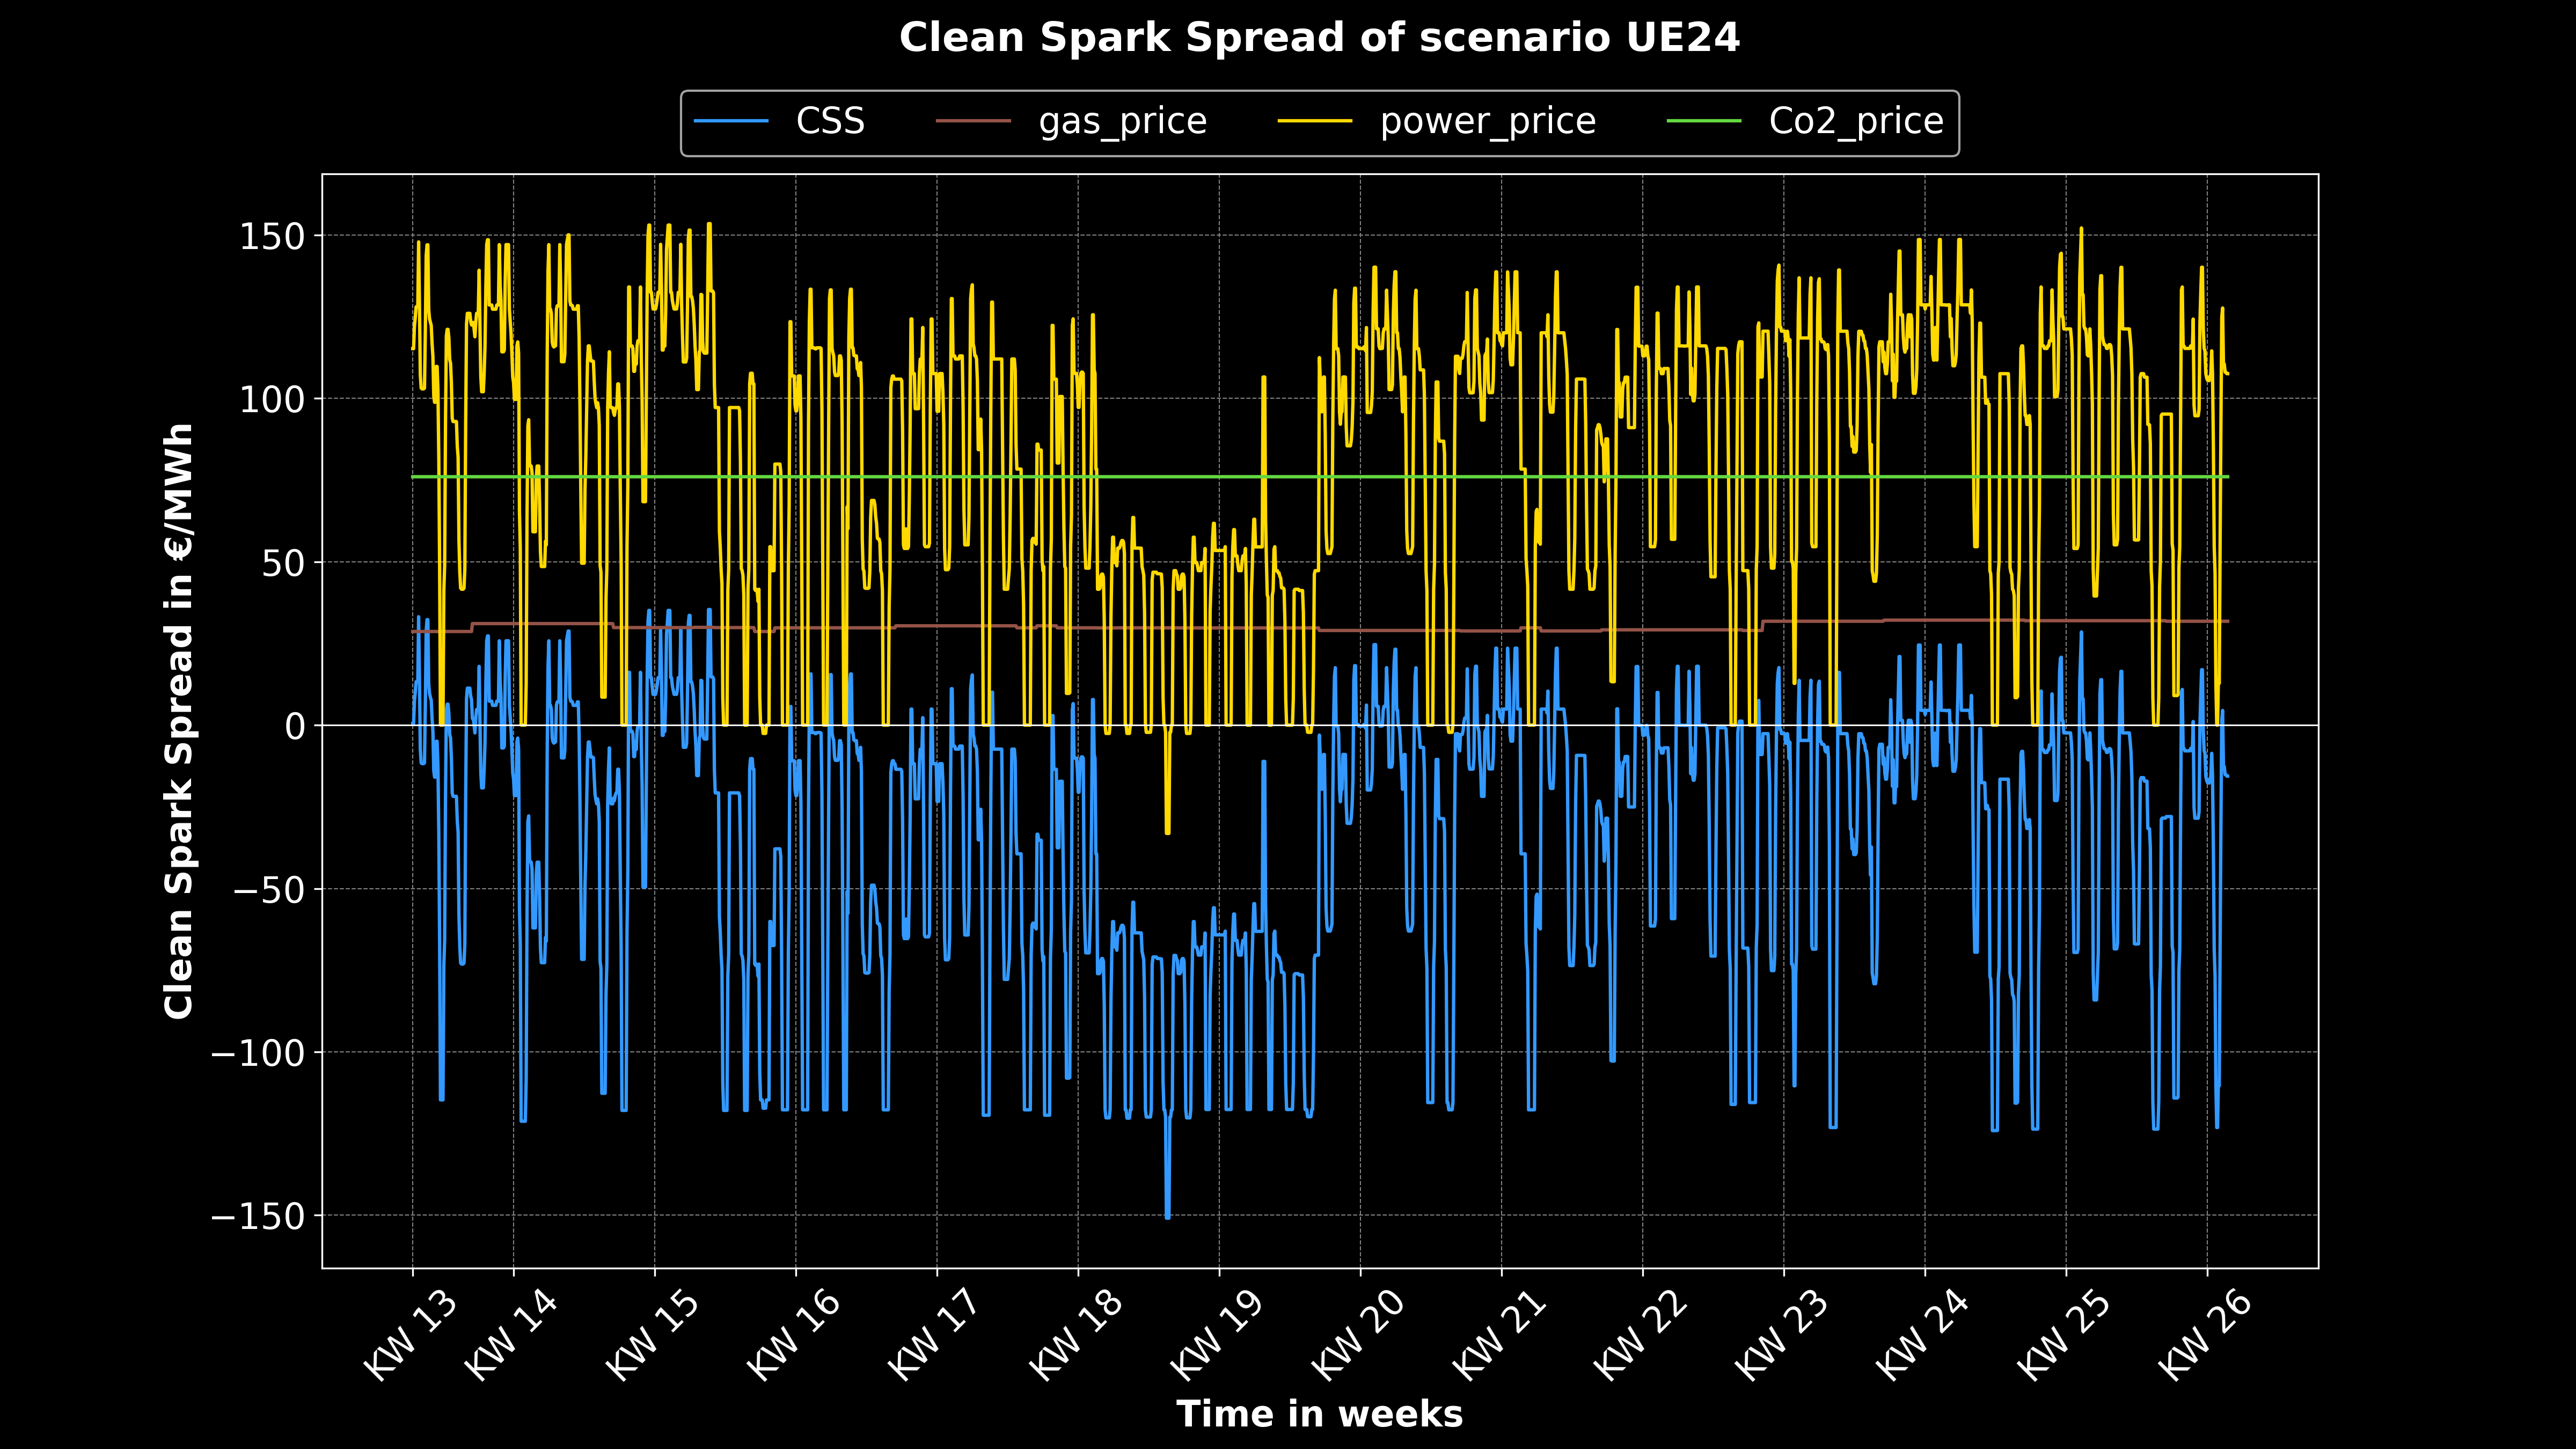 Clean Spark Spread of scenario UE24
CSS gas_price power_price Co2_price
Clean Spark Spread in €/MWh
150
100
50
0
−50
−100
−150
KW 13 KW 14 KW 15 KW 16 KW 17 KW 18 KW 19 KW 20 KW 21 KW 22 KW 23 KW 24 KW 25 KW 26
Time in weeks